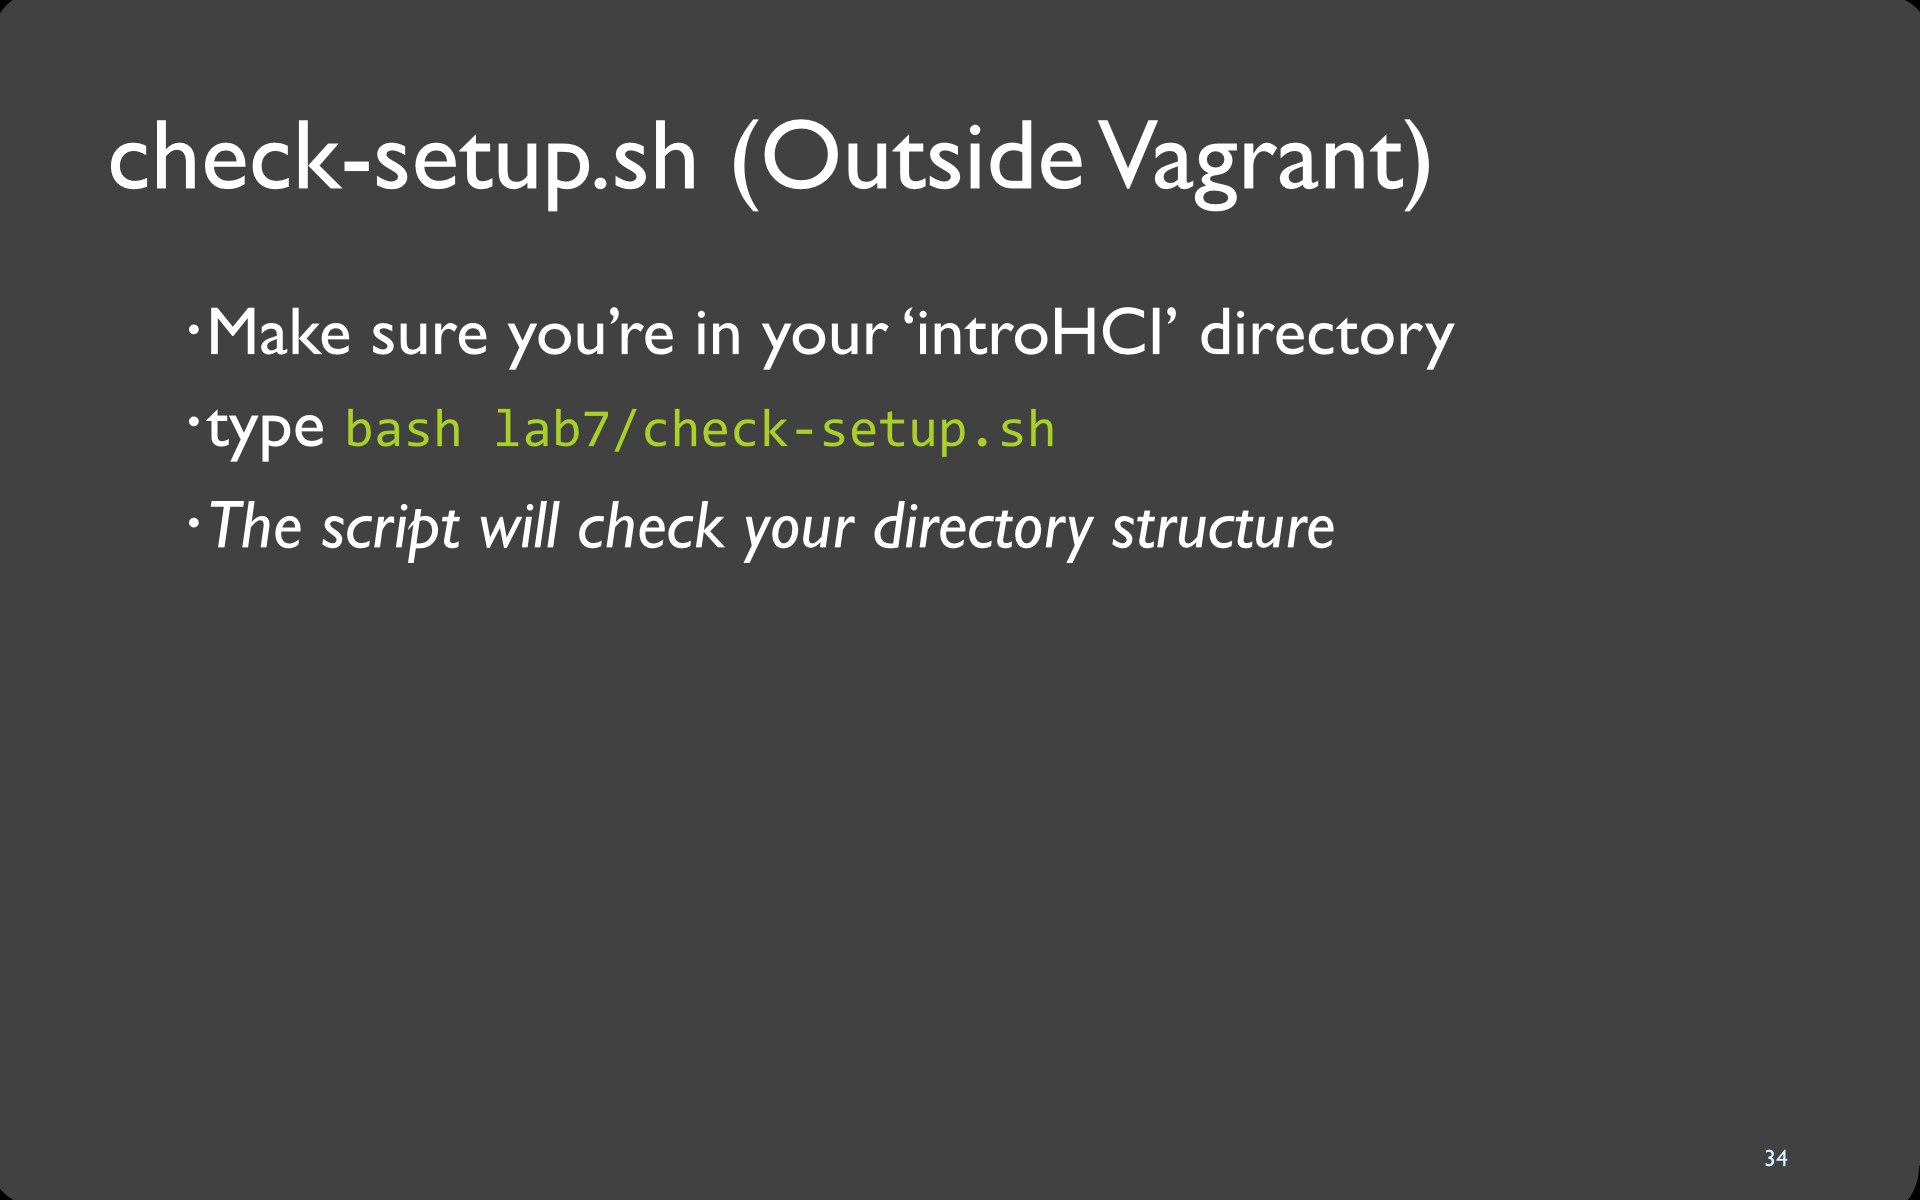 check-setup.sh (Outside Vagrant)
·Make sure you’re in your ‘introHCI’ directory
·type bash lab7/check-setup.sh
·The script will check your directory structure
34